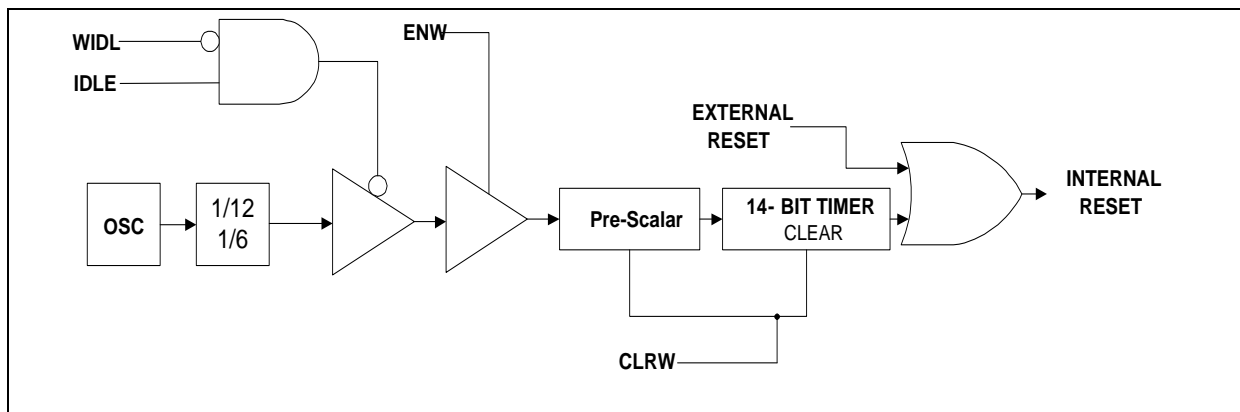 WIDL
IDLE
ENW
EXTERNAL
RESET
INTERNAL
RESET
OSC
1/12
1/6
Pre-Scalar
14- BIT TIMER
CLEAR
CLRW